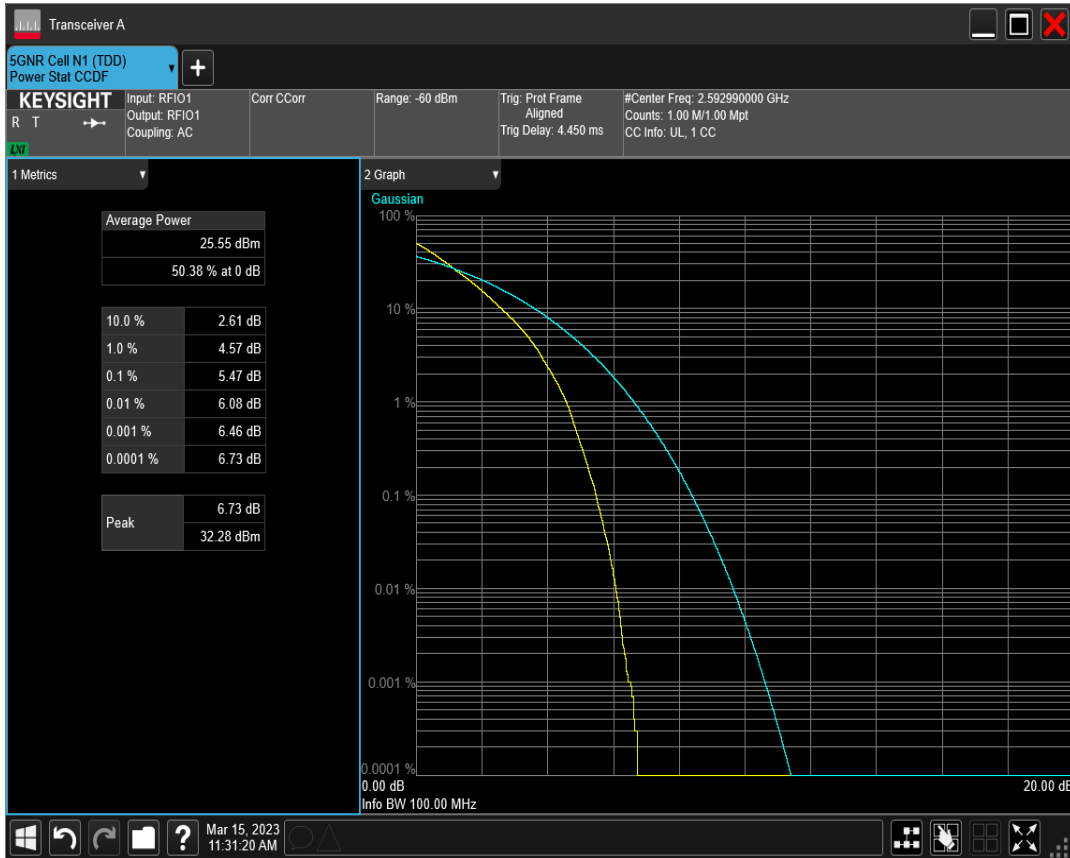 Transceiver A
5GNR Cell N1 (TDD)
Power Stat CCDF
KEYSIGHT
R T
LXI
Input: RFIO1
Output: RFIO1
Coupling: AC
Corr CCorr
Range: -60 dBm
Trig: Prot Frame
Aligned
Trig Delay: 4.450 ms
#Center Freq: 2.592990000 GHz
Counts: 1.00 M/1.00 Mpt
CC Info: UL, 1 CC
1 Metrics
Average Power
25.55 dBm
50.38 % at 0 dB
10.0 % 2.61 dB
1.0 % 4.57 dB
0.1 % 5.47 dB
0.01 % 6.08 dB
0.001 % 6.46 dB
0.0001 % 6.73 dB
Peak
6.73 dB
32.28 dBm
2 Graph
Gaussian
100 %
10 %
1 %
0.1 %
0.01 %
0.001 %
0.0001 %
0.00 dB
20.00 dB
Info BW 100.00 MHz
?
Mar 15, 2023
11:31:20 AM